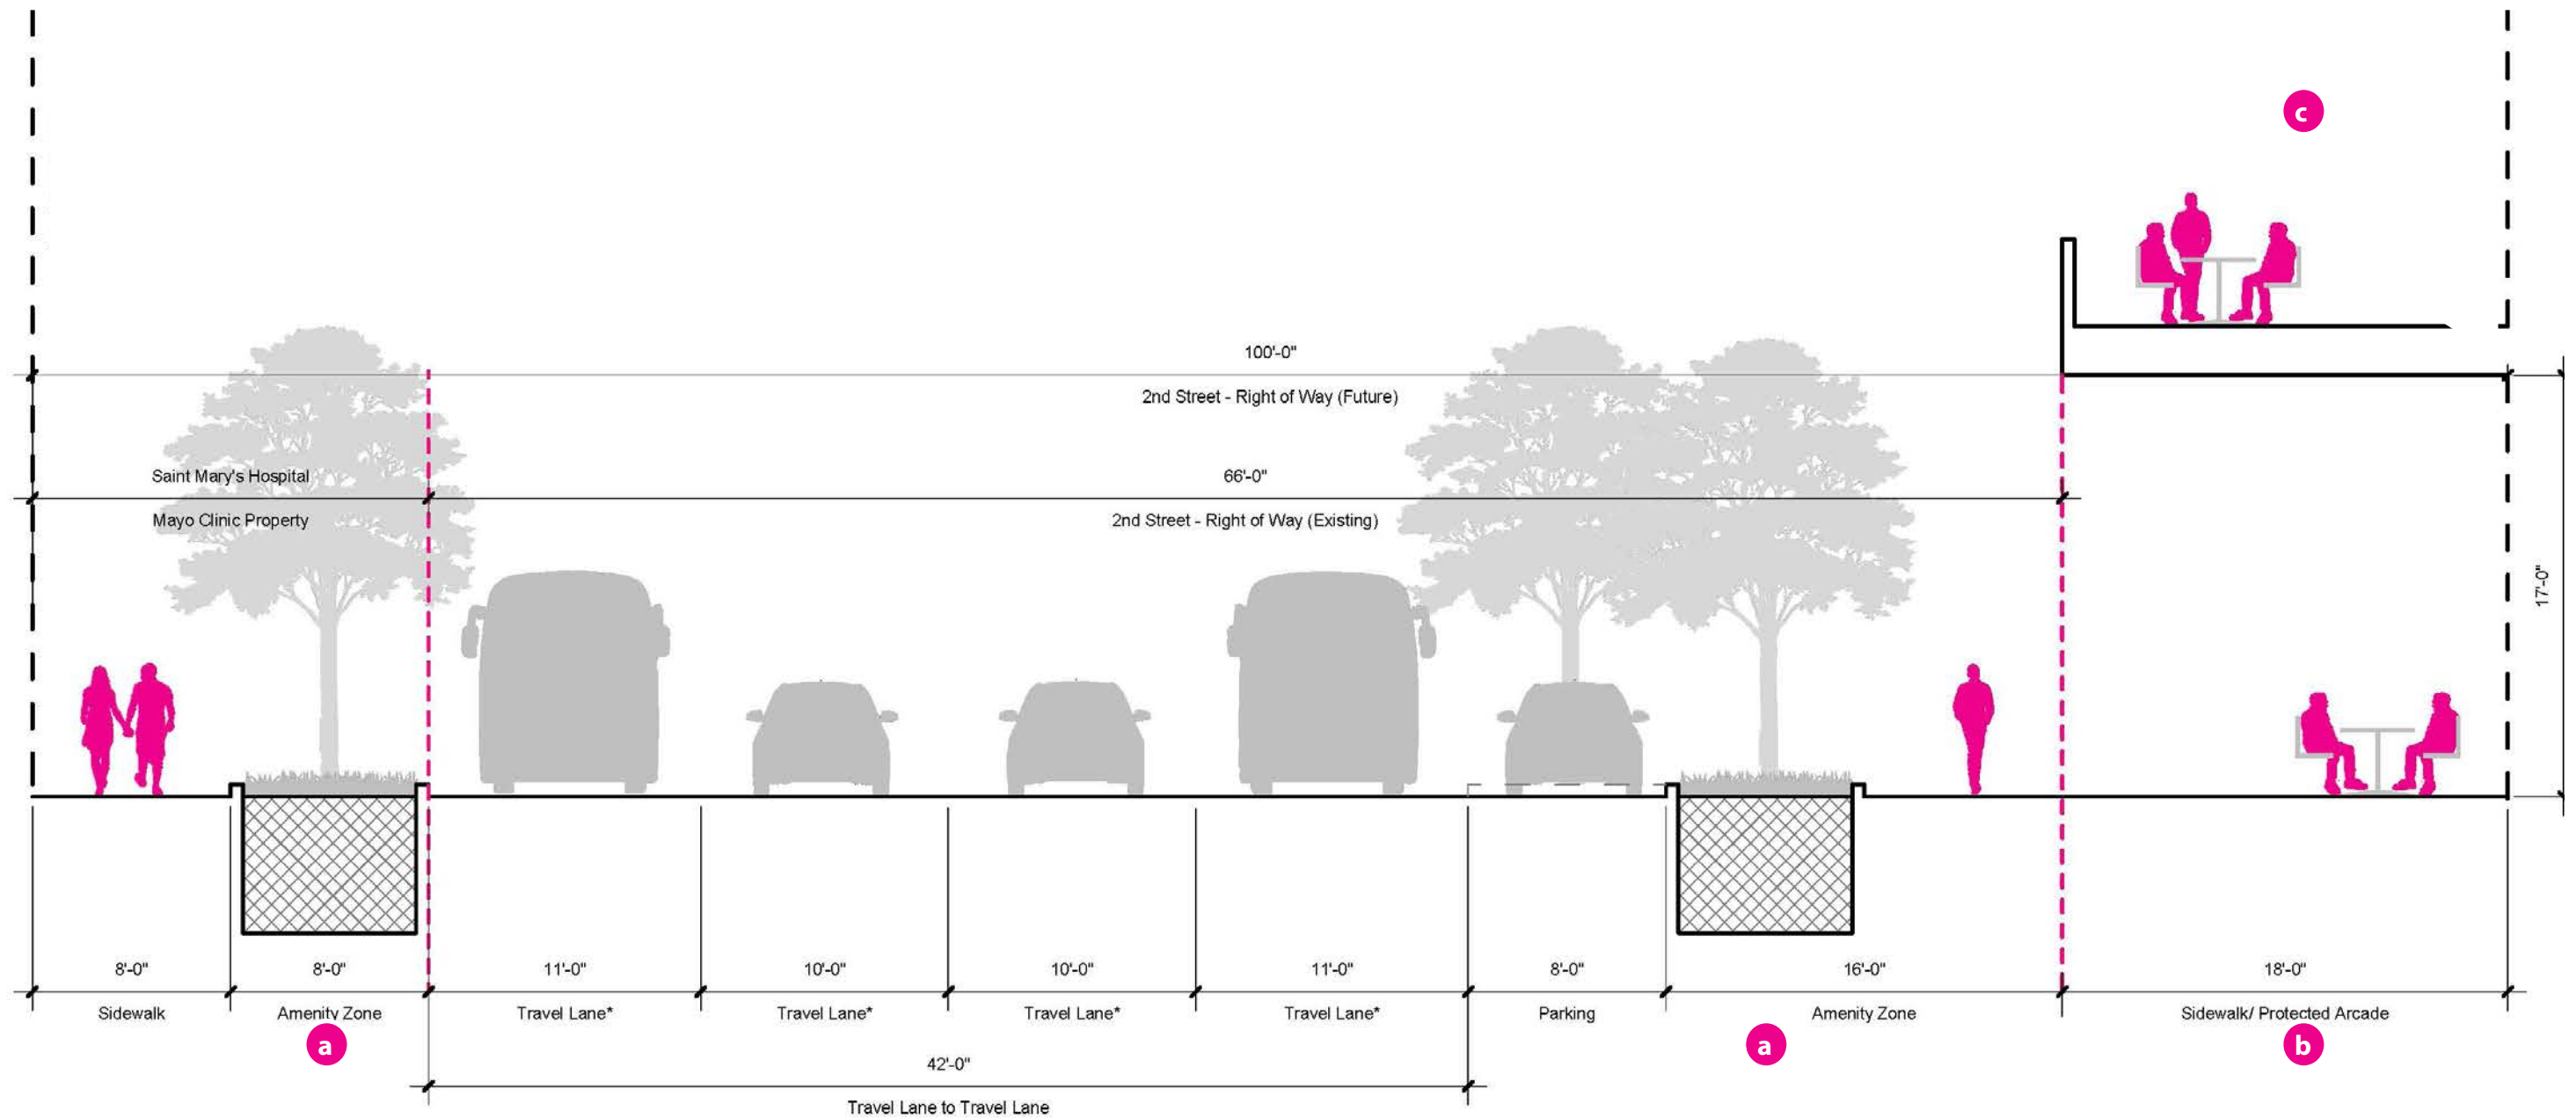 c
100'-0"
2nd Street - Right of Way (Future)
Saint Mary's Hospital
66'-0"
Mayo Clinic Property
2nd Street - Right of Way (Existing)
17'-0"
8'-0"
8'-0"
11'-0"
10'-0"
10'-0"
11'-0"
8'-0"
16'-0"
18'-0"
Sidewalk
Amenity Zone
Travel Lane*
Travel Lane*
Travel Lane*
Travel Lane*
Parking
Amenity Zone
Sidewalk/ Protected Arcade
a
a
b
42'-0"
Travel Lane to Travel Lane